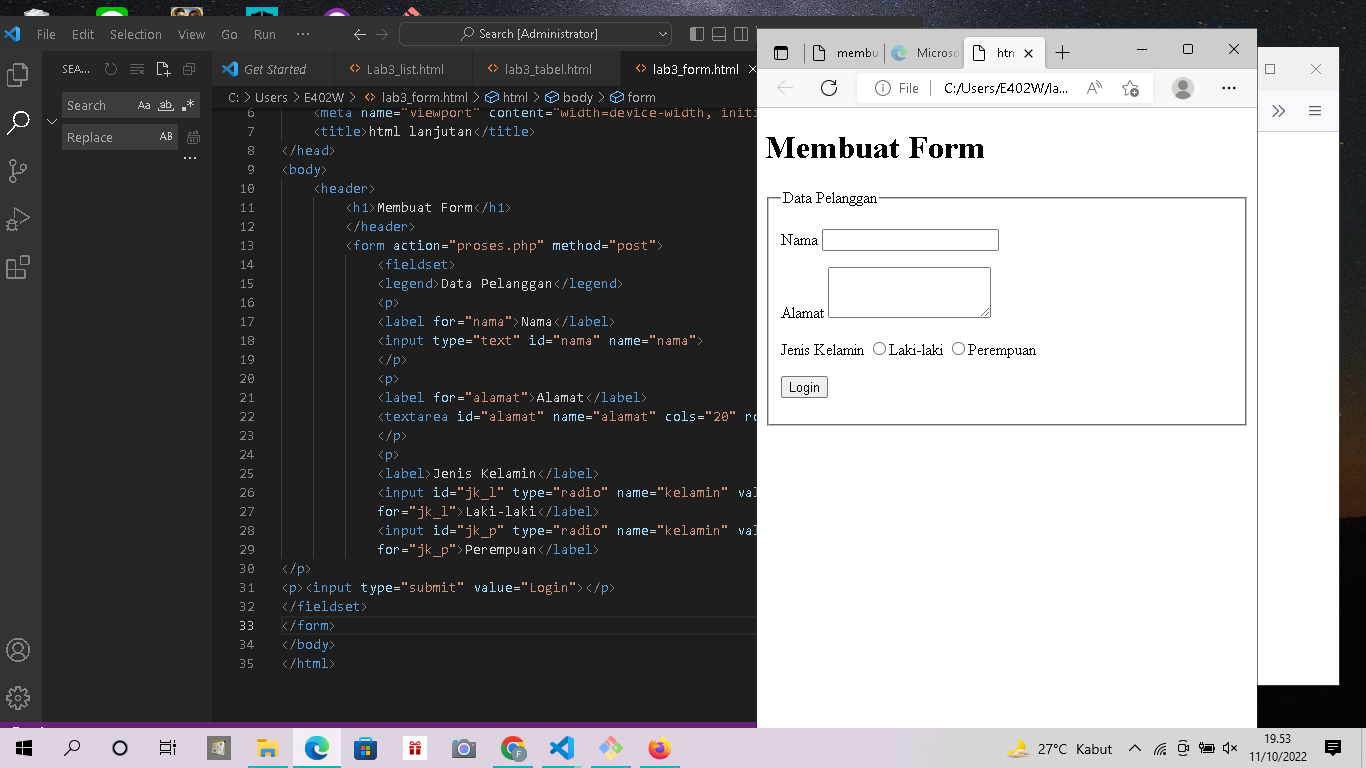 File Edit Selection View Go Run ··· Search [Administrator]
SEA...
Search Aa ab
Replace AB
Get Started Lab3_list.html lab3_tabel.html lab3_form.html
C: > Users > E402W > lab3_form.html > html > body > form
6 <meta name="viewport" content="width=device-width, initi
7 <title>html lanjutan</title>
8 </head>
9 <body>
10 <header>
11 <h1>Membuat Form</h1>
12 </header>
13 <form action="proses.php" method="post">
14 <fieldset>
15 <legend>Data Pelanggan</legend>
16 <p>
17 <label for="nama">Nama</label>
18 <input type="text" id="nama" name="nama">
19 </p>
20 <p>
21 <label for="alamat">Alamat</label>
22 <textarea id="alamat" name="alamat" cols="20" ro
23 </p>
24 <p>
25 <label>Jenis Kelamin</label>
26 <input id="jk_l" type="radio" name="kelamin" val
27 for="jk_l">Laki-laki</label>
28 <input id="jk_p" type="radio" name="kelamin" val
29 for="jk_p">Perempuan</label>
30 </p>
31 <p><input type="submit" value="Login"></p>
32 </fieldset>
33 </form>
34 </body>
35 </html>
membu Microso htm
File C:/Users/E402W/la...
Membuat Form
Data Pelanggan
Nama
Alamat
Jenis Kelamin Laki-laki Perempuan
Login
27°C Kabut
19.53
11/10/2022